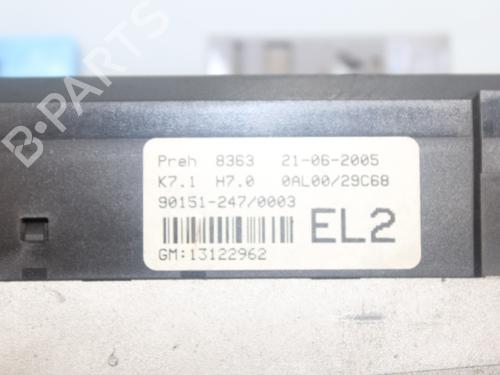 B-PARTS
Preh 8363 21-06-2005
K7.1 H7.0 0AL00/29C68
90151-247/0003
EL2
GM:13122962